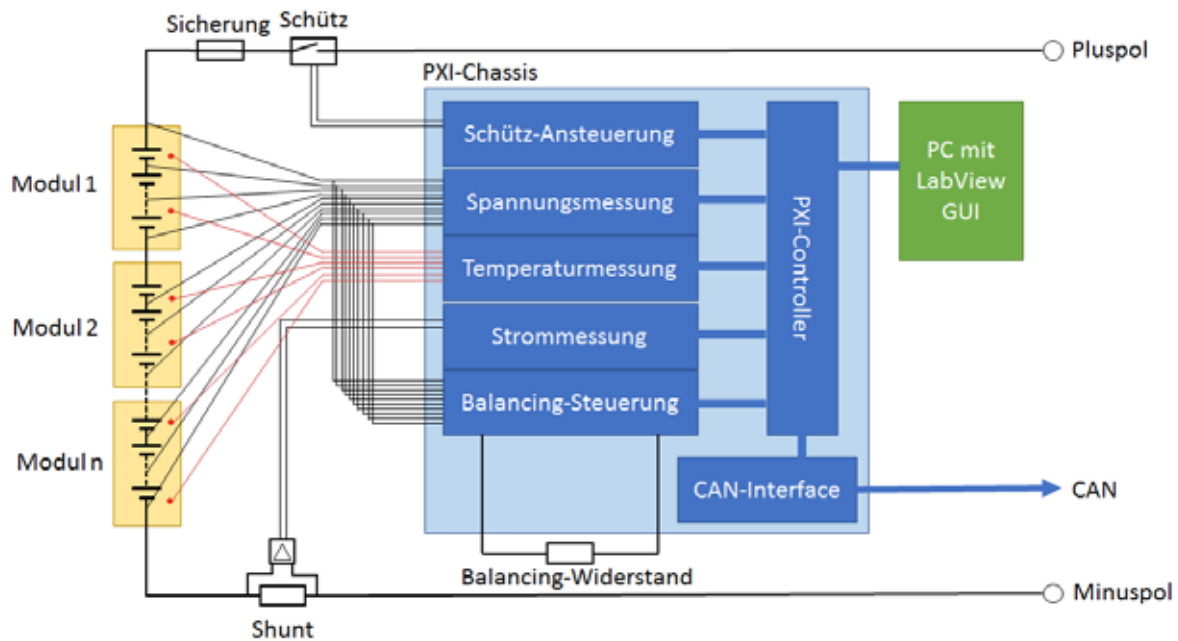 Sicherung
Schütz
Pluspol
PXI-Chassis
Schütz-Ansteuerung
PC mit
LabView
GUI
Modul 1
Spannungsmessung
PXI-Controller
Temperaturmessung
Modul 2
Strommessung
Balancing-Steuerung
Modul n
CAN-Interface
CAN
Balancing-Widerstand
Minuspol
Shunt